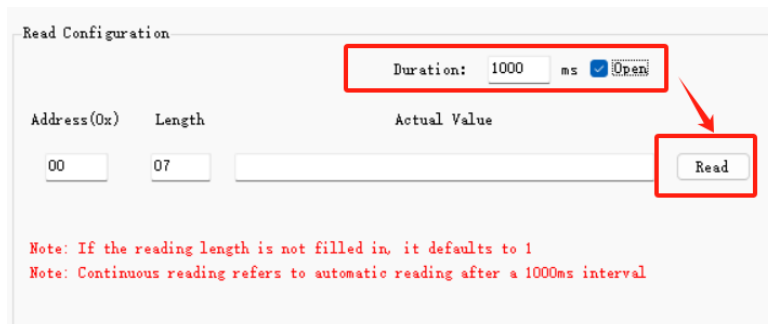 Read Configuration
Duration: 1000 ms Open
Address(0x) Length Actual Value
00 07 Read
Note: If the reading length is not filled in, it defaults to 1
Note: Continuous reading refers to automatic reading after a 1000ms interval